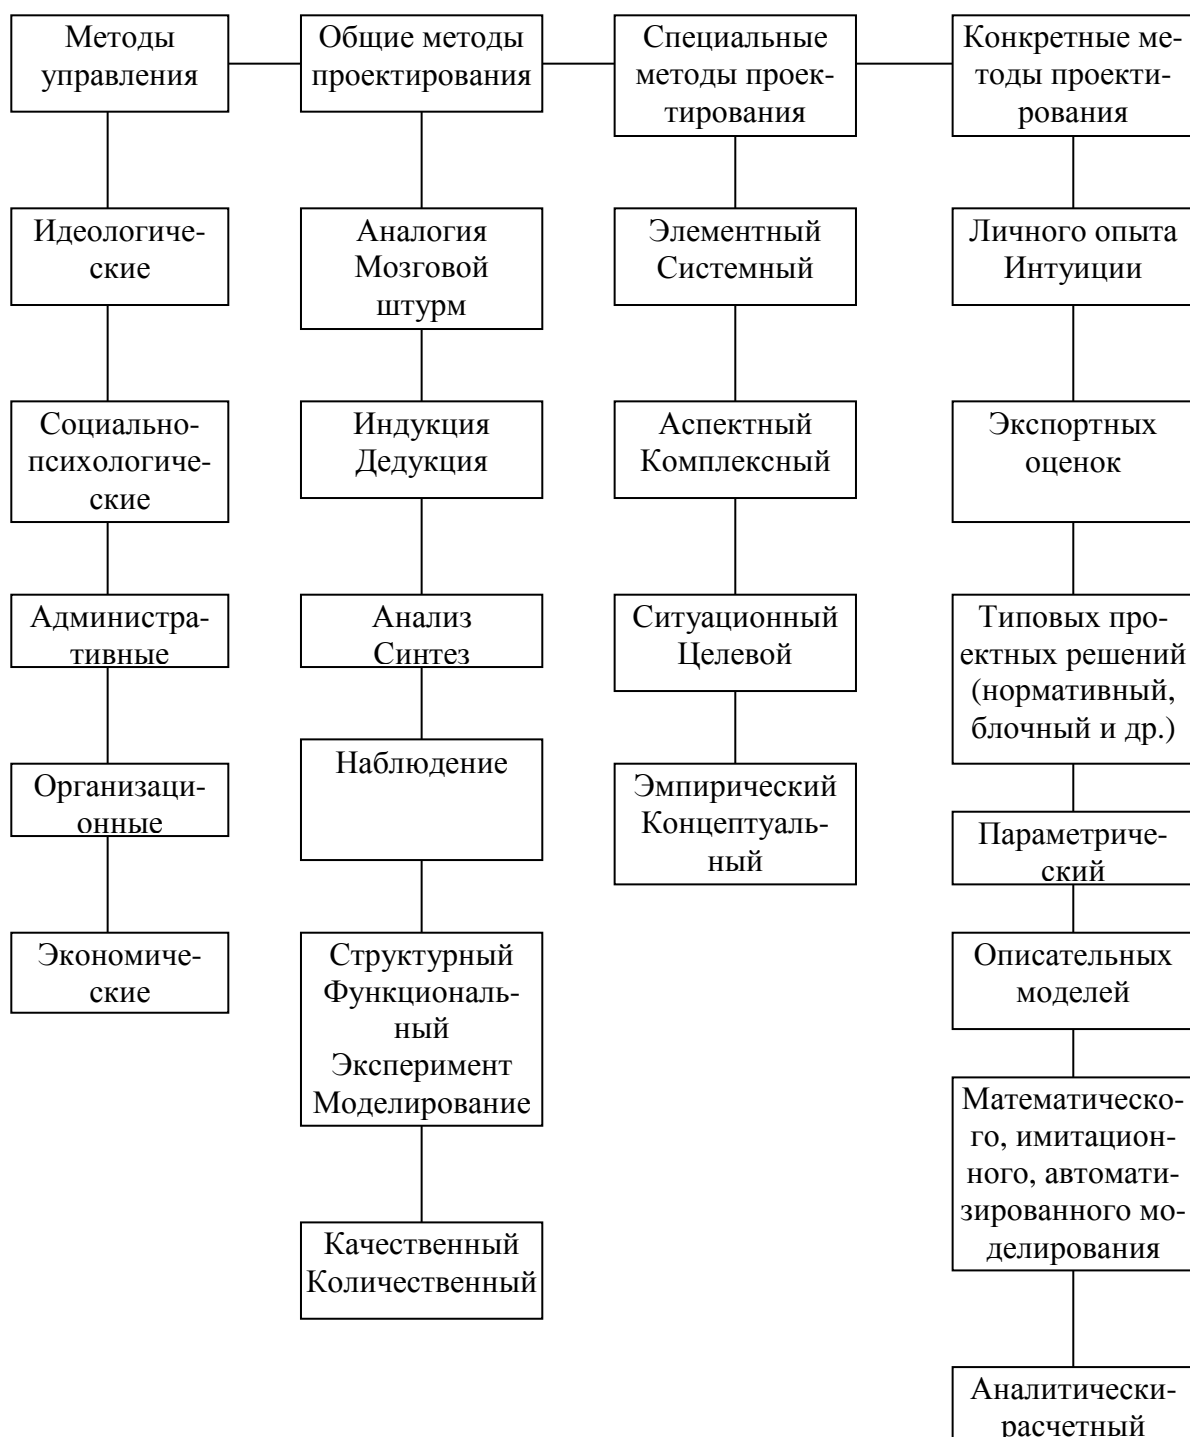 Методы
управления
Общие методы
проектирования
Специальные
методы проек-
тирования
Конкретные ме-
тоды проекти-
рования
Идеологиче-
ские
Социально-
психологиче-
ские
Администра-
тивные
Организаци-
онные
Экономиче-
ские
Аналогия
Мозговой
штурм
Индукция
Дедукция
Анализ
Синтез
Наблюдение
Структурный
Функциональ-
ный
Эксперимент
Моделирование
Качественный
Количественный
Элементный
Системный
Аспектный
Комплексный
Ситуационный
Целевой
Эмпирический
Концептуаль-
ный
Личного опыта
Интуиции
Экспортных
оценок
Типовых про-
ектных решений
(нормативный,
блочный и др.)
Параметриче-
ский
Описательных
моделей
Математическо-
го, имитацион-
ного, автомати-
зированного мо-
делирования
Аналитически-
расчетный